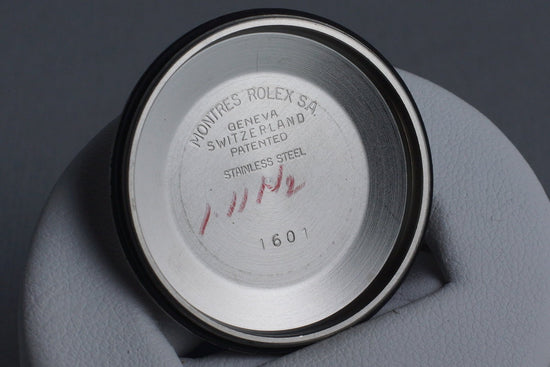 MONTRES ROLEX S.A.
GENEVA
SWITZERLAND
PATENTED
STAINLESS STEEL
1601